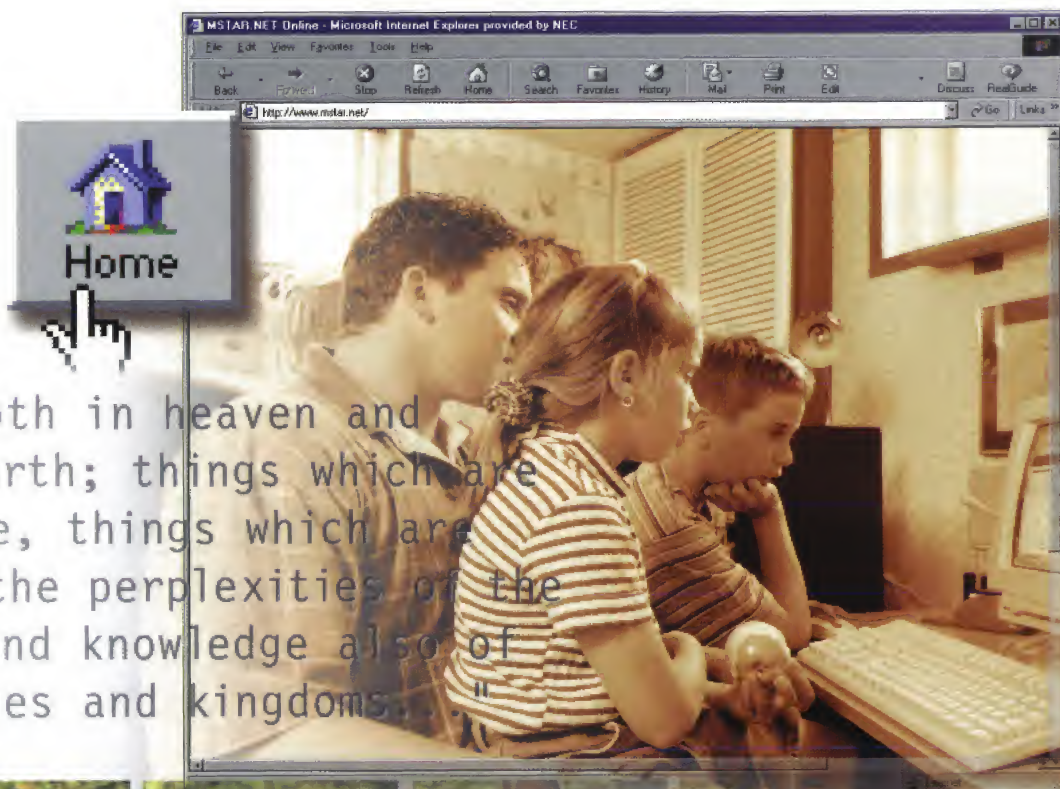 MSTAR.NET Online - Microsoft Internet Explorer provided by NEC
File Edit View Favorites Tools Help
Back Forward Stop Refresh Home Search Favorites History Mail Print Edit Discuss RealGuide
http://www.mstar.net/ Go Links »
Home
oth in heaven and
rth; things which are
e, things which are
the perplexities of the
nd knowledge also of
es and kingdoms..."